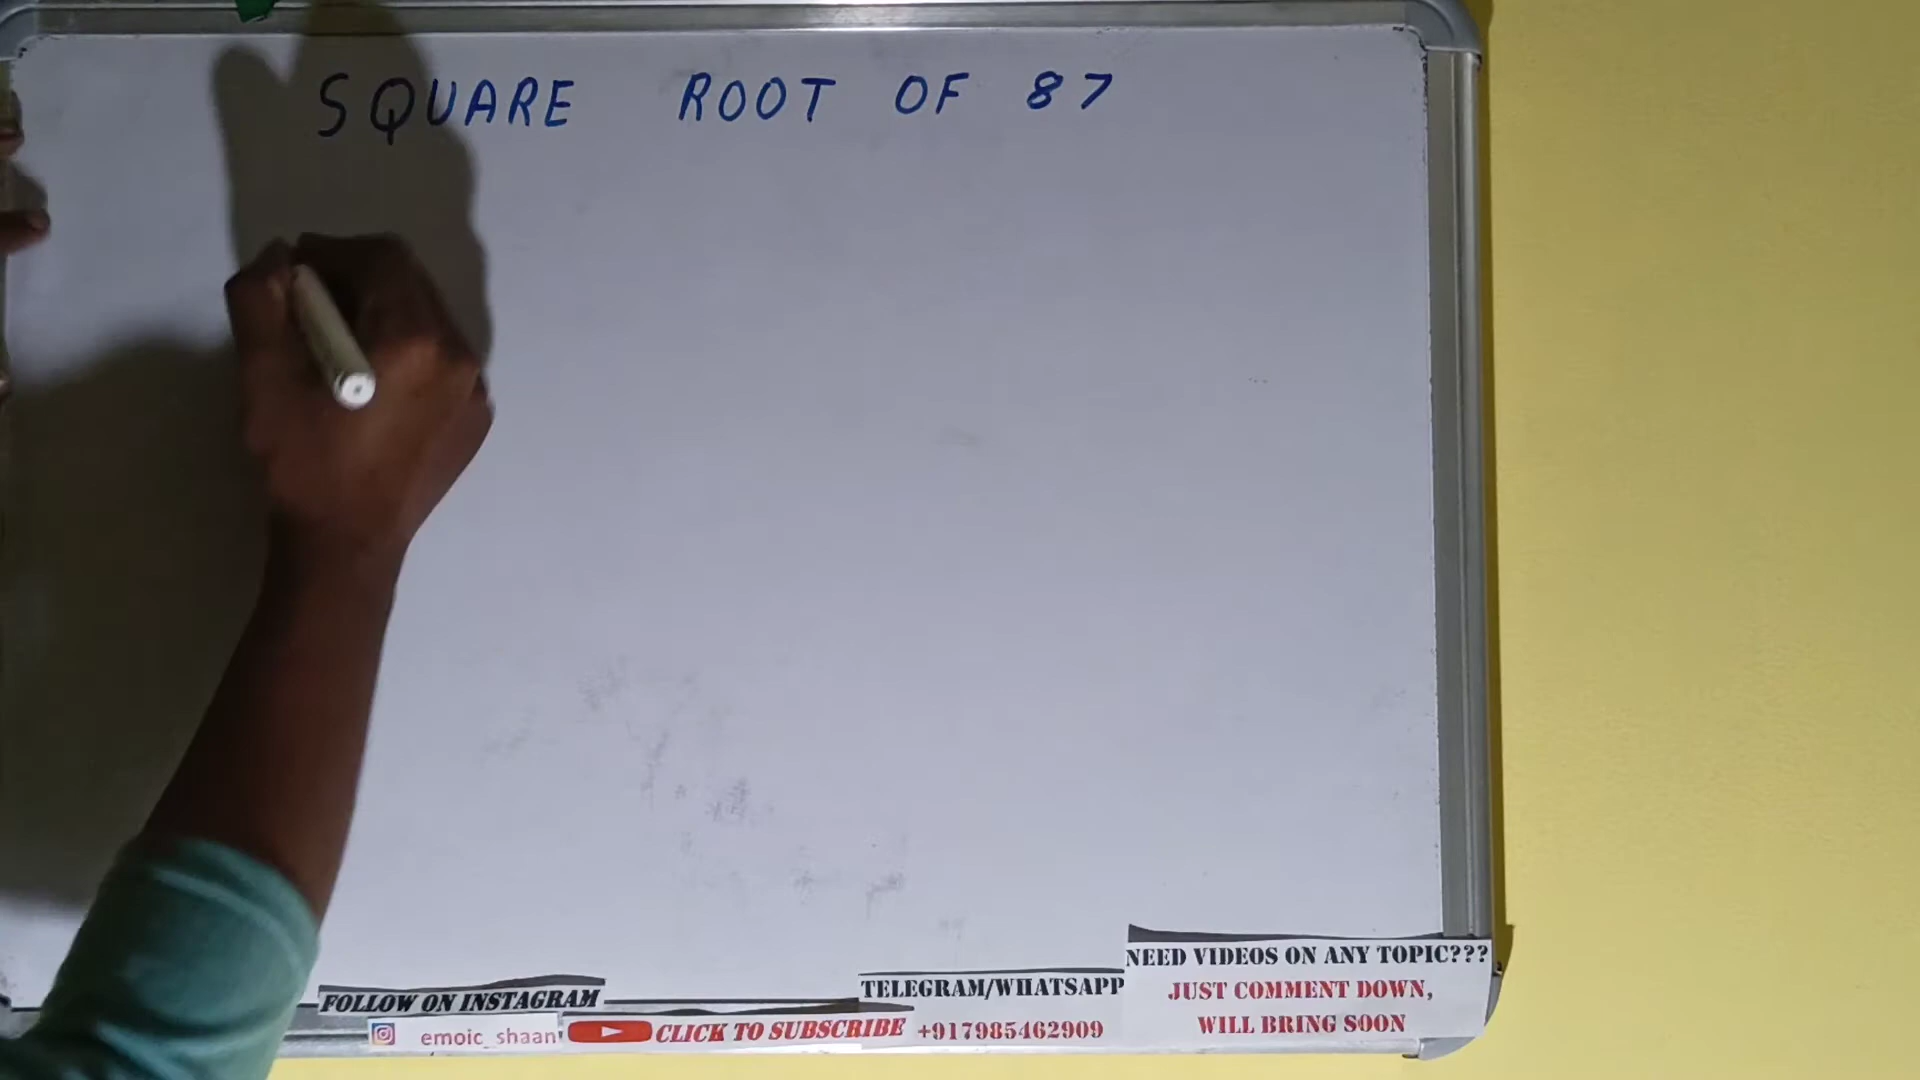 SQUARE ROOT OF 87
NEED VIDEOS ON ANY TOPIC???
JUST COMMENT DOWN,
WILL BRING SOON
TELEGRAM/WHATSAPP
+917985462909
FOLLOW ON INSTAGRAM
emoic_shaan
CLICK TO SUBSCRIBE